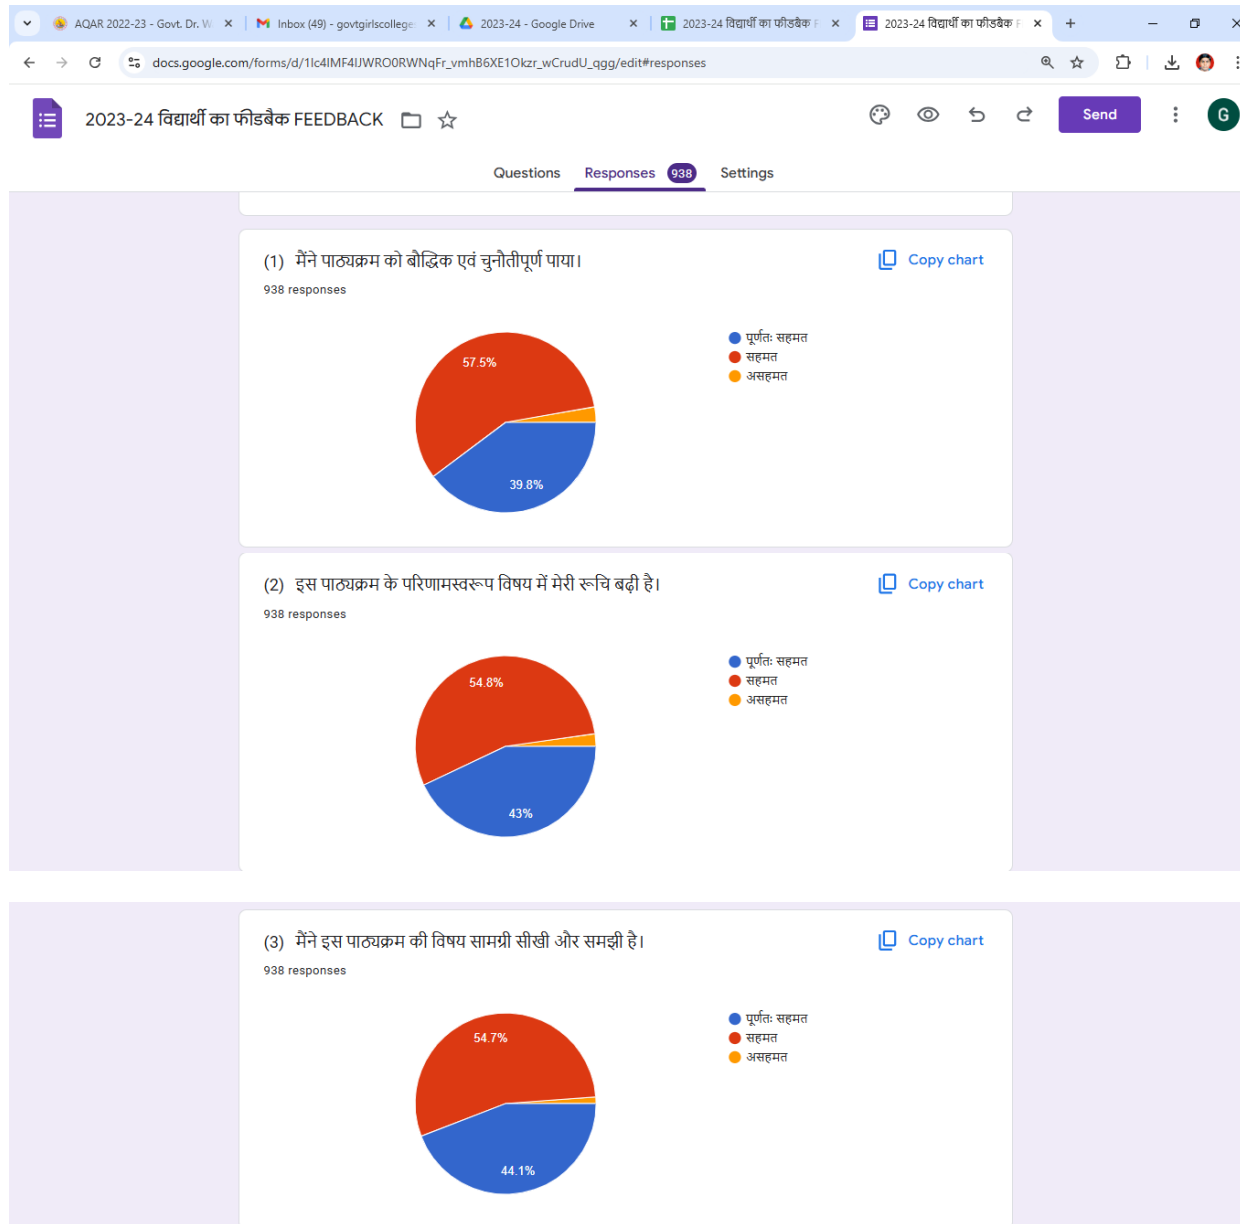 AQAR 2022-23 - Govt. Dr. W
Inbox (49) - govtgirlscollege
2023-24 - Google Drive
2023-24 विद्यार्थी का फीडबैक F
2023-24 विद्यार्थी का फीडबैक F
docs.google.com/forms/d/1lc4lMF4lJWRO0RWNqFr_vmhB6XE1Okzr_wCrudU_qgg/edit#responses
2023-24 विद्यार्थी का फीडबैक FEEDBACK
Send
G
Questions Responses 938 Settings
(1) मैंने पाठ्यक्रम को बौद्धिक एवं चुनौतीपूर्ण पाया।
Copy chart
938 responses
पूर्णतः सहमत
सहमत
असहमत
57.5%
39.8%
(2) इस पाठ्यक्रम के परिणामस्वरूप विषय में मेरी रूचि बढ़ी है।
Copy chart
938 responses
पूर्णतः सहमत
सहमत
असहमत
54.8%
43%
(3) मैंने इस पाठ्यक्रम की विषय सामग्री सीखी और समझी है।
Copy chart
938 responses
पूर्णतः सहमत
सहमत
असहमत
54.7%
44.1%